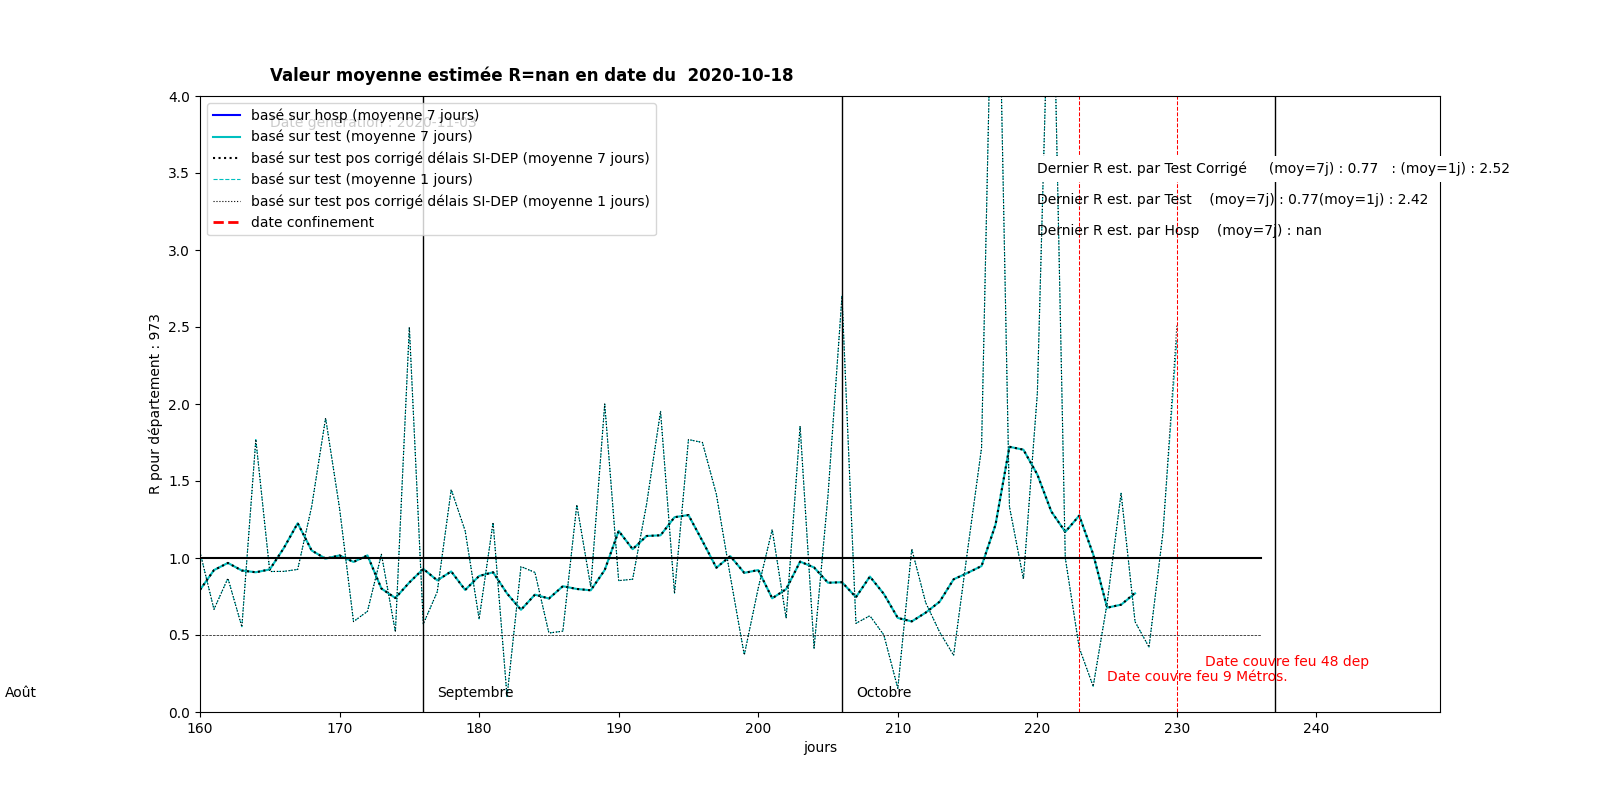 Valeur moyenne estimée R=nan en date du  2020-10-18
basé sur hosp (moyenne 7 jours)
Date génération : 2020-11-03
basé sur test (moyenne 7 jours)
basé sur test pos corrigé délais SI-DEP (moyenne 7 jours)
basé sur test (moyenne 1 jours)
basé sur test pos corrigé délais SI-DEP (moyenne 1 jours)
date confinement
Dernier R est. par Test Corrigé     (moy=7j) : 0.77   : (moy=1j) : 2.52
Dernier R est. par Test    (moy=7j) : 0.77(moy=1j) : 2.42
Dernier R est. par Hosp    (moy=7j) : nan
4.0
3.5
3.0
2.5
2.0
1.5
1.0
0.5
0.0
R pour département : 973
Date couvre feu 48 dep
Date couvre feu 9 Métros.
Août
Septembre
Octobre
160 170 180 190 200 210 220 230 240
jours